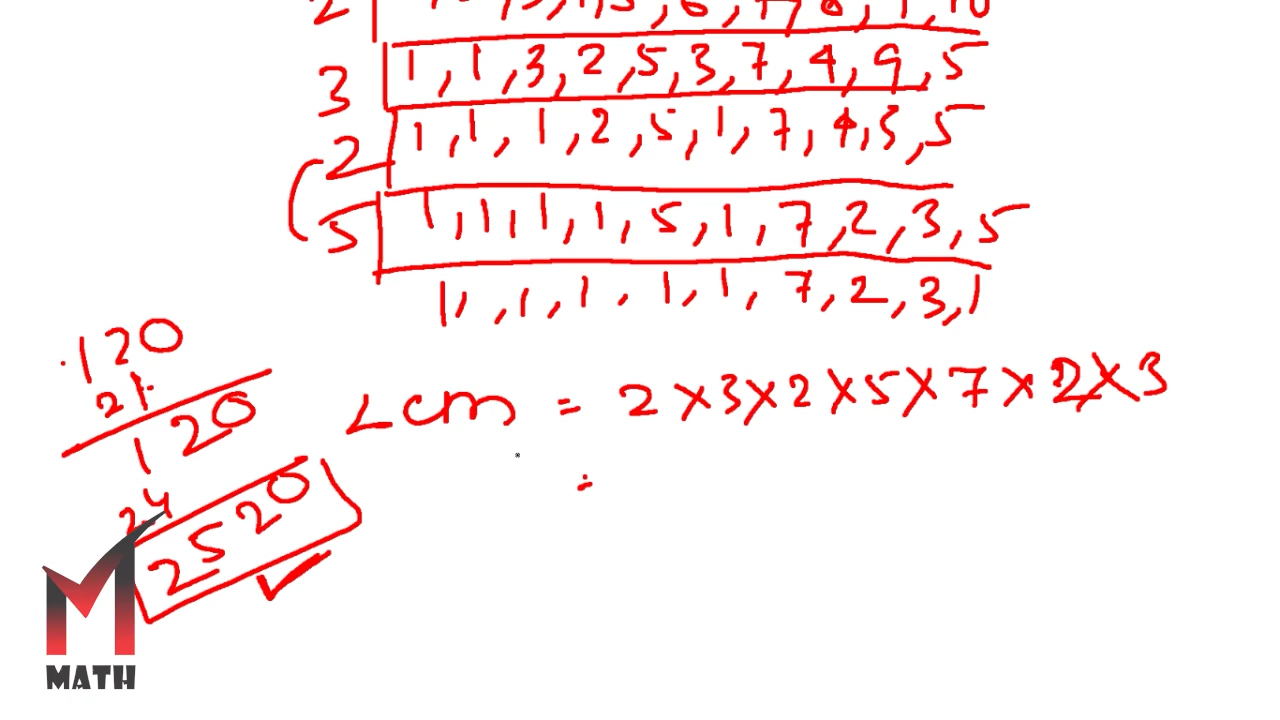 2
3 | 1, 1, 3, 2, 5, 3, 7, 4, 9, 5
2 | 1, 1, 1, 2, 5, 1, 7, 4, 3, 5
5 | 1, 1, 1, 1, 5, 1, 7, 2, 3, 5
1, 1, 1, 1, 1, 7, 2, 3, 1
Lcm = 2 × 3 × 2 × 5 × 7 × 2 × 3
=
120
21
120
24
2520
MATH